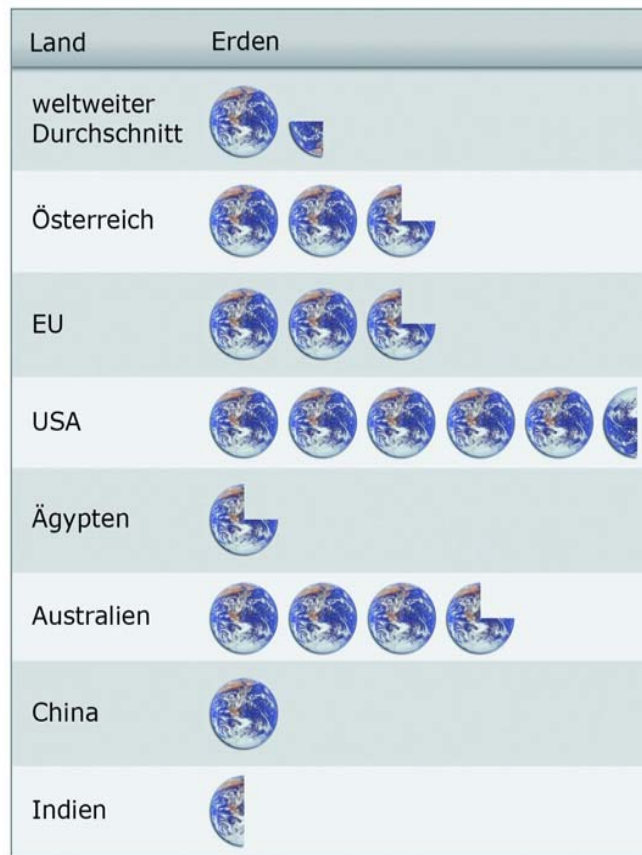 Land Erden
weltweiter
Durchschnitt
Österreich
EU
USA
Ägypten
Australien
China
Indien